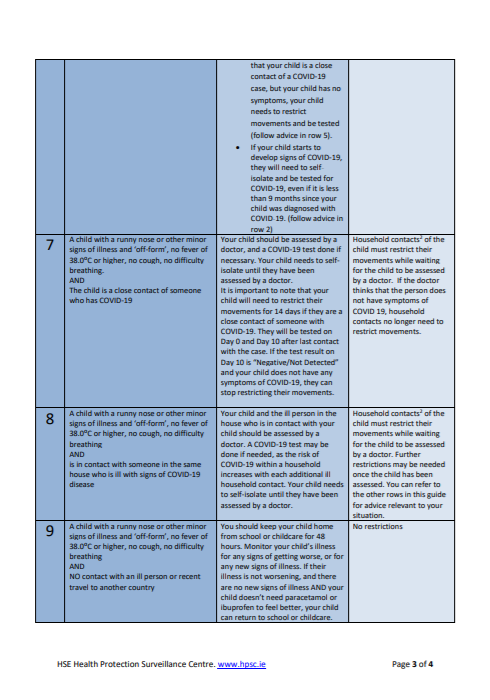 that your child is a close
contact of a COVID-19
case, but your child has no
symptoms, your child
needs to restrict
movements and be tested
(follow advice in row 5).
• If your child starts to
develop signs of COVID-19,
they will need to self-
isolate and be tested for
COVID-19, even if it is less
than 9 months since your
child was diagnosed with
COVID-19. (follow advice in
row 2)
7
A child with a runny nose or other minor
signs of illness and ‘off-form’, no fever of
38.0°C or higher, no cough, no difficulty
breathing.
AND
The child is a close contact of someone
who has COVID-19
Your child should be assessed by a
doctor, and a COVID-19 test done if
necessary. Your child needs to self-
isolate until they have been
assessed by a doctor.
It is important to note that your
child will need to restrict their
movements for 14 days if they are a
close contact of someone with
COVID-19. They will be tested on
Day 0 and Day 10 after last contact
with the case. If the test result on
Day 10 is “Negative/Not Detected”
and your child does not have any
symptoms of COVID-19, they can
stop restricting their movements.
Household contacts² of the
child must restrict their
movements while waiting
for the child to be assessed
by a doctor. If the doctor
thinks that the person does
not have symptoms of
COVID 19, household
contacts no longer need to
restrict movements.
8
A child with a runny nose or other minor
signs of illness and ‘off-form’, no fever of
38.0°C or higher, no cough, no difficulty
breathing
AND
is in contact with someone in the same
house who is ill with signs of COVID-19
disease
Your child and the ill person in the
house who is in contact with your
child should be assessed by a
doctor. A COVID-19 test may be
done if needed, as the risk of
COVID-19 within a household
increases with each additional ill
household contact. Your child needs
to self-isolate until they have been
assessed by a doctor.
Household contacts² of the
child must restrict their
movements while waiting
for the child to be assessed
by a doctor. Further
restrictions may be needed
once the child has been
assessed. You can refer to
the other rows in this guide
for advice relevant to your
situation.
9
A child with a runny nose or other minor
signs of illness and ‘off-form’, no fever of
38.0°C or higher, no cough, no difficulty
breathing
AND
NO contact with an ill person or recent
travel to another country
You should keep your child home
from school or childcare for 48
hours. Monitor your child’s illness
for any signs of getting worse, or for
any new signs of illness. If their
illness is not worsening, and there
are no new signs of illness AND your
child doesn’t need paracetamol or
ibuprofen to feel better, your child
can return to school or childcare.
No restrictions
HSE Health Protection Surveillance Centre. www.hpsc.ie
Page 3 of 4